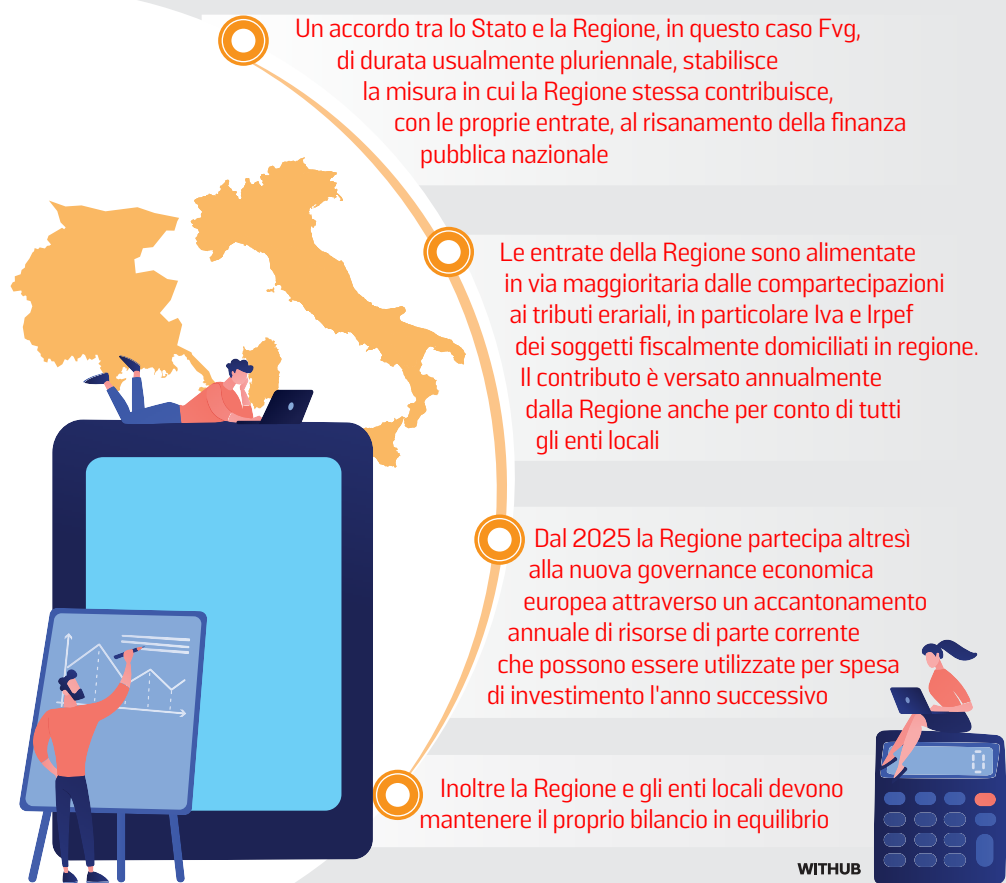 Un accordo tra lo Stato e la Regione, in questo caso Fvg,
di durata usualmente pluriennale, stabilisce
la misura in cui la Regione stessa contribuisce,
con le proprie entrate, al risanamento della finanza
pubblica nazionale
Le entrate della Regione sono alimentate
in via maggioritaria dalle compartecipazioni
ai tributi erariali, in particolare Iva e Irpef
dei soggetti fiscalmente domiciliati in regione.
Il contributo è versato annualmente
dalla Regione anche per conto di tutti
gli enti locali
Dal 2025 la Regione partecipa altresì
alla nuova governance economica
europea attraverso un accantonamento
annuale di risorse di parte corrente
che possono essere utilizzate per spesa
di investimento l'anno successivo
Inoltre la Regione e gli enti locali devono
mantenere il proprio bilancio in equilibrio
0
WITHUB